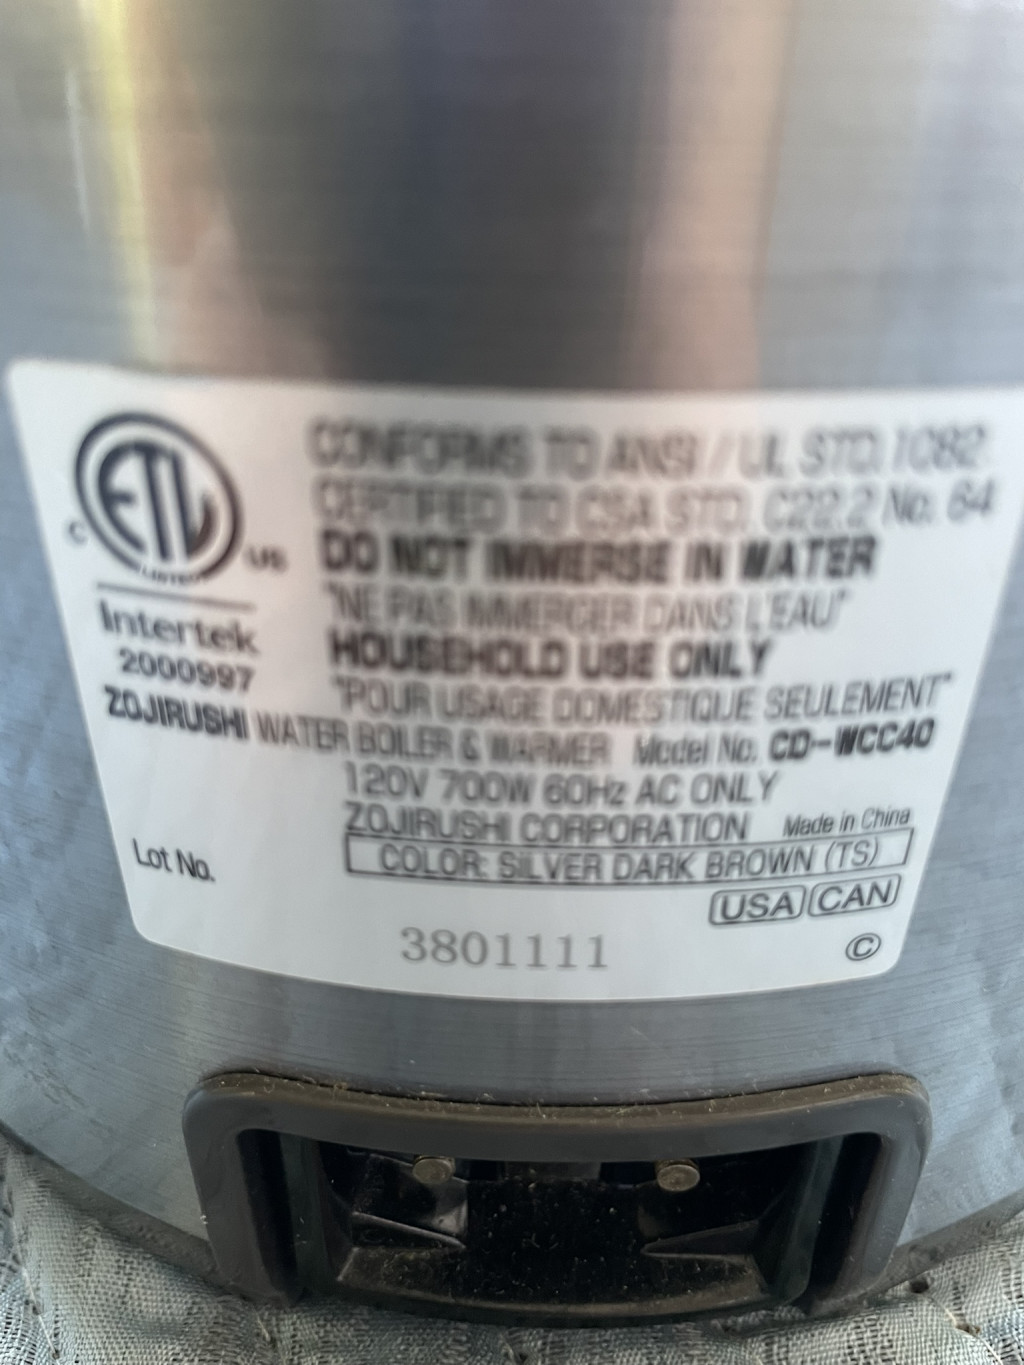 ETL
LISTED
C
US
Intertek
2000997
CONFORMS TO ANSI / UL STD. 1082
CERTIFIED TO CSA STD. C22.2 No. 64
DO NOT IMMERSE IN WATER
"NE PAS IMMERGER DANS L'EAU"
HOUSEHOLD USE ONLY
"POUR USAGE DOMESTIQUE SEULEMENT"
ZOJIRUSHI WATER BOILER & WARMER Model No. CD-WCC40
120V 700W 60Hz AC ONLY
ZOJIRUSHI CORPORATION Made in China
COLOR: SILVER DARK BROWN (TS)
Lot No.
USA CAN
3801111
©